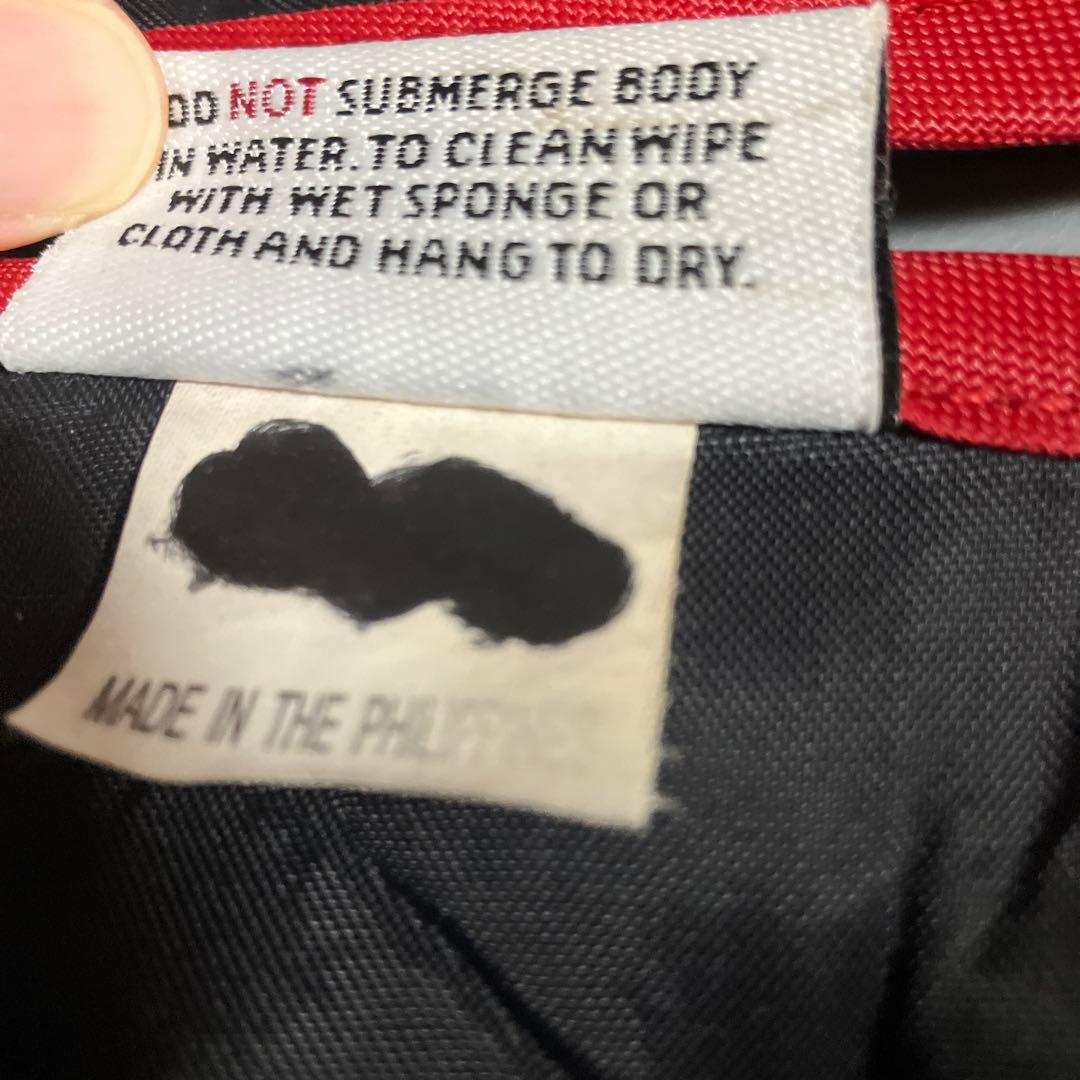 DO NOT SUBMERGE BODY
IN WATER. TO CLEAN WIPE
WITH WET SPONGE OR
CLOTH AND HANG TO DRY.
MADE IN THE PHILIPPINES